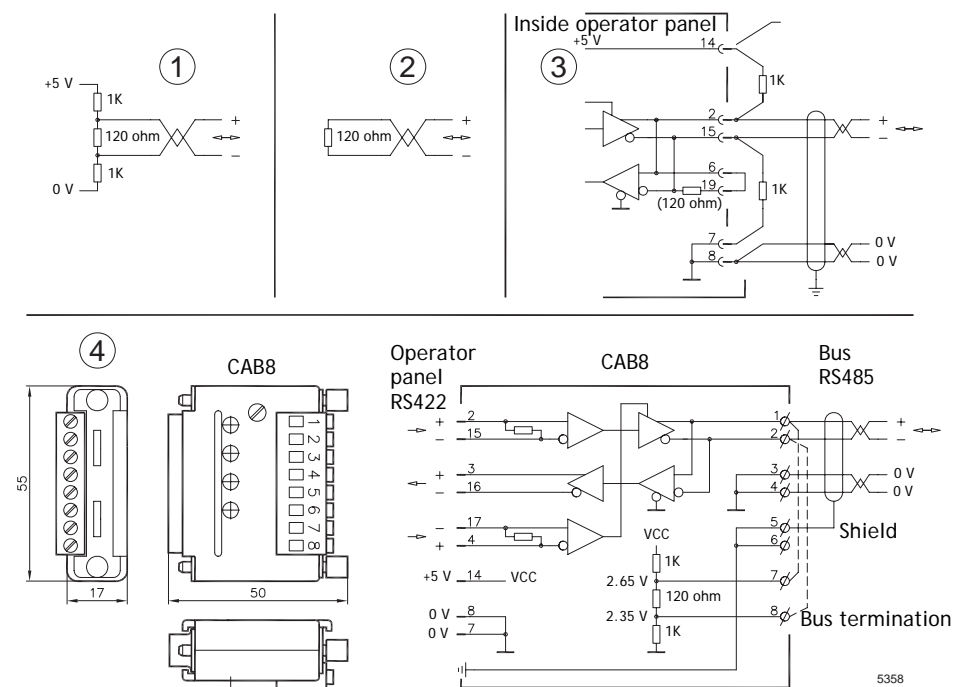 1
+5 V
1K
120 ohm
+
−
1K
0 V
2
120 ohm
+
−
Inside operator panel
+5 V
14
3
1K
2
+
15
−
6
19
1K
(120 ohm)
7
0 V
8
0 V
4
CAB8
55
17
1
2
3
4
5
6
7
8
50
Operator
panel
RS422
CAB8
Bus
RS485
+ 2
− 15
+ 3
− 16
− 17
+ 4
+5 V 14 VCC
0 V 8
0 V 7
VCC
1K
2.65 V
120 ohm
2.35 V
1K
1
+
2
−
3
0 V
4
0 V
5
Shield
6
7
8
Bus termination
5358